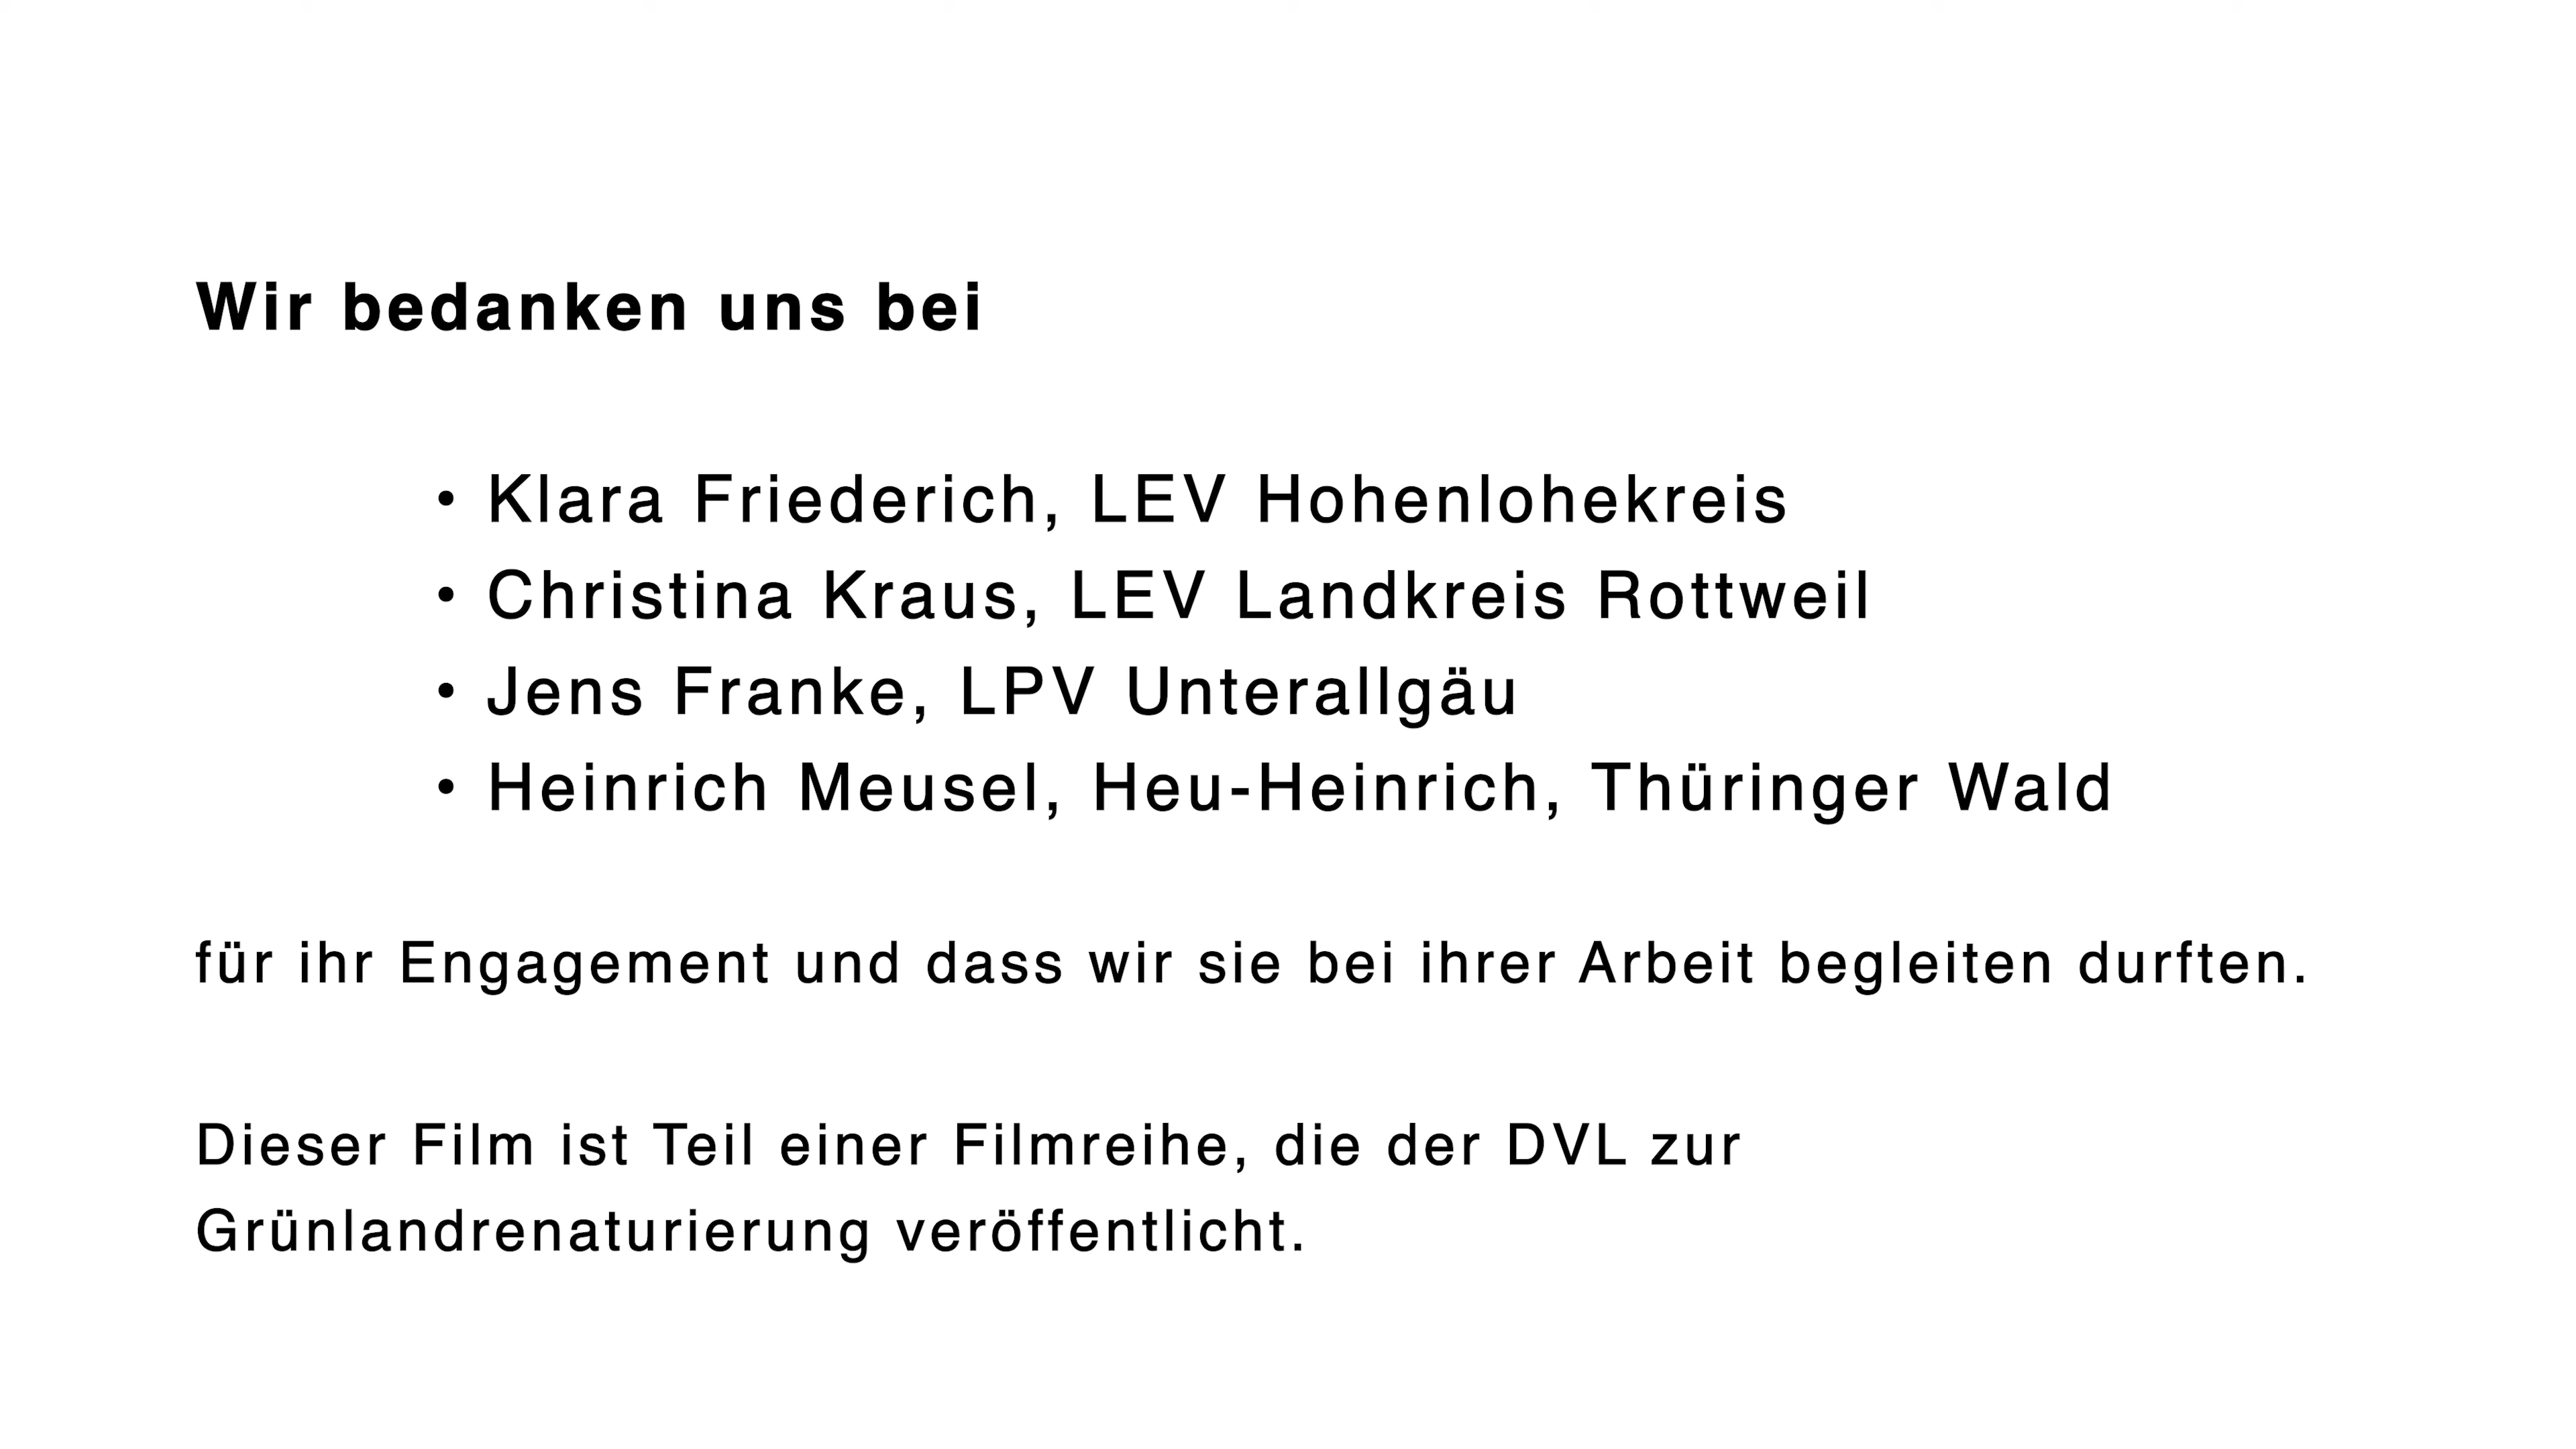 Wir bedanken uns bei
• Klara Friederich, LEV Hohenlohekreis
• Christina Kraus, LEV Landkreis Rottweil
• Jens Franke, LPV Unterallgäu
• Heinrich Meusel, Heu-Heinrich, Thüringer Wald
für ihr Engagement und dass wir sie bei ihrer Arbeit begleiten durften.
Dieser Film ist Teil einer Filmreihe, die der DVL zur
Grünlandrenaturierung veröffentlicht.